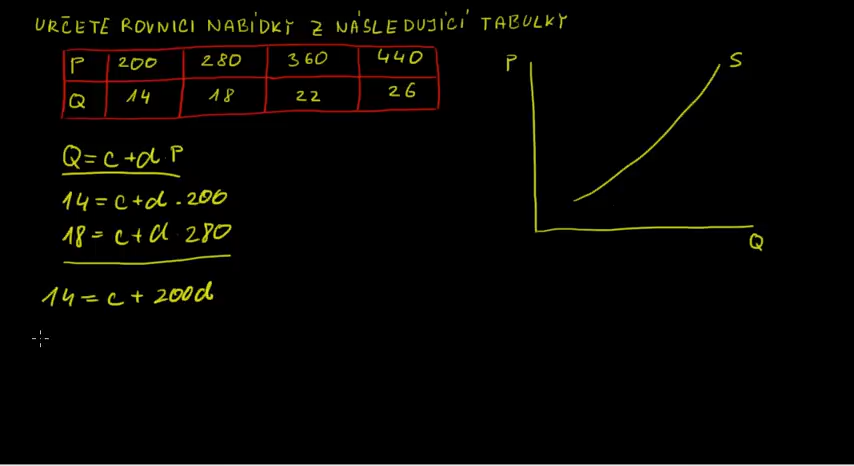 URČETE ROVNICI NABÍDKY Z NÁSLEDUJÍCÍ TABULKY
P 200 280 360 440
Q 14 18 22 26
P
S
Q
Q = c + d · P
14 = c + d · 200
18 = c + d · 280
14 = c + 200d